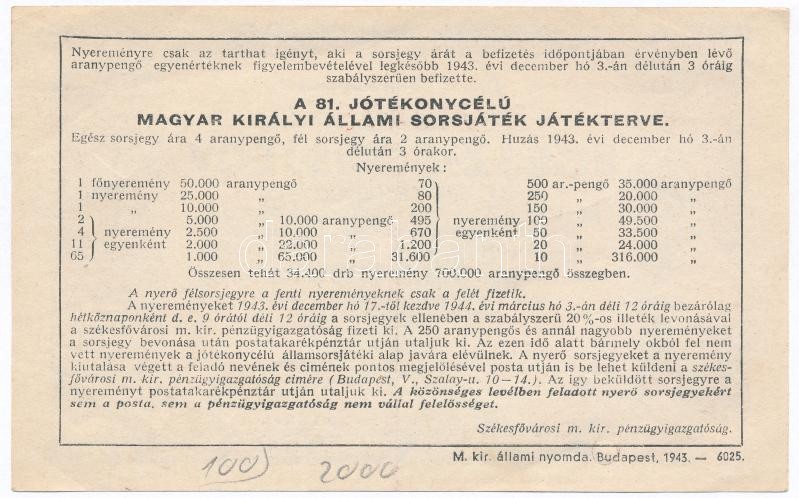 Nyereményre csak az tarthat igényt, aki a sorsjegy árát a befizetés időpontjában érvényben lévő
aranypengő egyenértéknek figyelembevételével legkésőbb 1943. évi december hó 3.-án délután 3 óráig
szabályszerűen befizette.
A 81. JÓTÉKONYCÉLÚ
MAGYAR KIRÁLYI ÁLLAMI SORSJÁTÉK JÁTÉKTERVE.
Egész sorsjegy ára 4 aranypengő, fél sorsjegy ára 2 aranypengő. Huzás 1943. évi december hó 3.-án
délután 3 órakor.
Nyeremények :
1 főnyeremény 50.000 aranypengő 70 500 ar.-pengő 35.000 aranypengő
1 nyeremény 25.000 „ 80 250 „ 20.000 „
1 „ 10.000 „ 200 150 „ 30.000 „
2 5.000 „ 10.000 aranypengő 495 nyeremény 100 „ 49.500 „
4 nyeremény 2.500 „ 10.000 „ 670 egyenként 50 „ 33.500 „
11 egyenként 2.000 „ 22.000 „ 1.200 20 „ 24.000 „
65 1.000 „ 65.000 „ 31.600 10 „ 316.000 „
Összesen tehát 34.400 drb nyeremény 700.000 aranypengő összegben.
A nyerő félsorsjegyre a fenti nyereményeknek csak a felét fizetik.
A nyereményeket 1943. évi december hó 17.-től kezdve 1944. évi március hó 3.-án déli 12 óráig bezárólag
hétköznaponként d. e. 9 órától déli 12 óráig a sorsjegyek ellenében a szabályszerű 20%-os illeték levonásával
a székesfővárosi m. kir. pénzügyigazgatóság fizeti ki. A 250 aranypengős és annál nagyobb nyereményeket
a sorsjegy bevonása után postatakarékpénztár utján utaljuk ki. Az ezen idő alatt bármely okból fel nem
vett nyeremények a jótékonycélú államsorsjátéki alap javára elévülnek. A nyerő sorsjegyeket a nyeremény
kiutalása végett a feladó nevének és cimének pontos megjelölésével posta utján is be lehet küldeni a székes-
fővárosi m. kir. pénzügyigazgatóság cimére (Budapest, V., Szalay-u. 10—14.). Az így beküldött sorsjegyre a
nyereményt postatakarékpénztár utján utaljuk ki. A közönséges levélben feladott nyerő sorsjegyekért
sem a posta, sem a pénzügyigazgatóság nem vállal felelősséget.
Székesfővárosi m. kir. pénzügyigazgatóság.
M. kir. állami nyomda. Budapest, 1943. — 6025.
100) 2000
darabanth